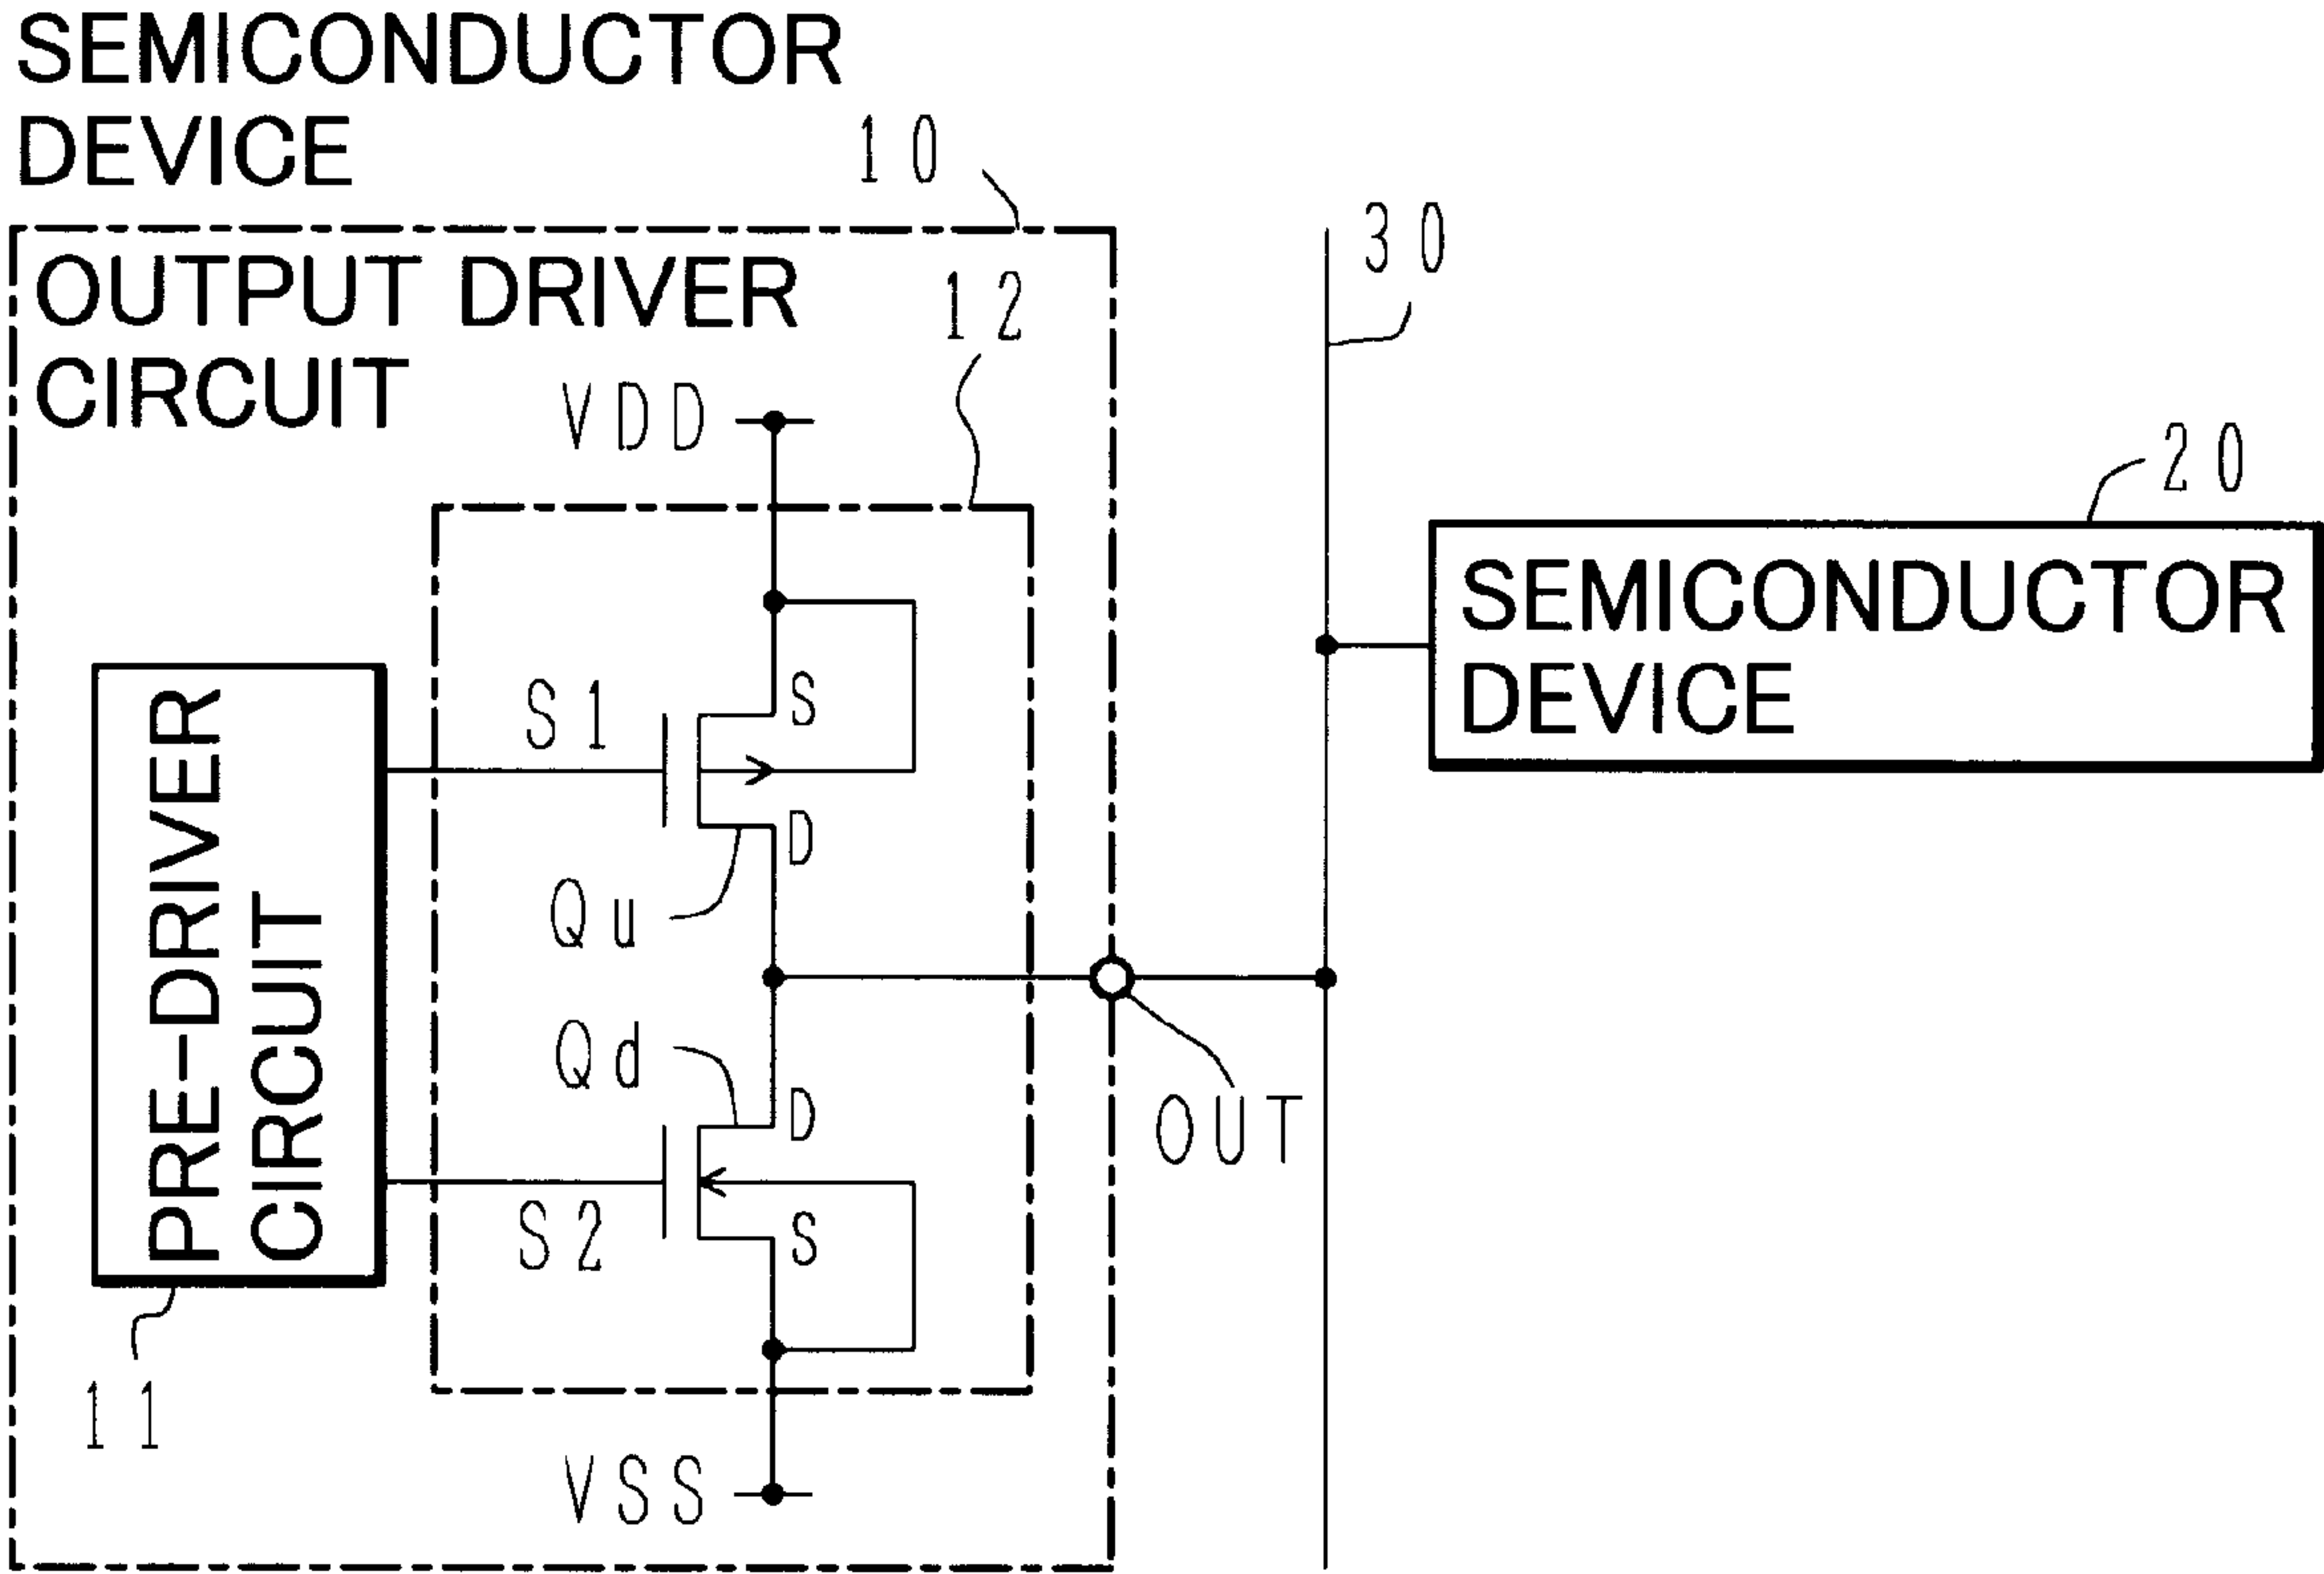 SEMICONDUCTOR
DEVICE
10
30
OUTPUT DRIVER
CIRCUIT
12
VDD
20
SEMICONDUCTOR
DEVICE
PRE-DRIVER
CIRCUIT
S1
S
D
Qu
Qd
D
OUT
S2
S
11
VSS